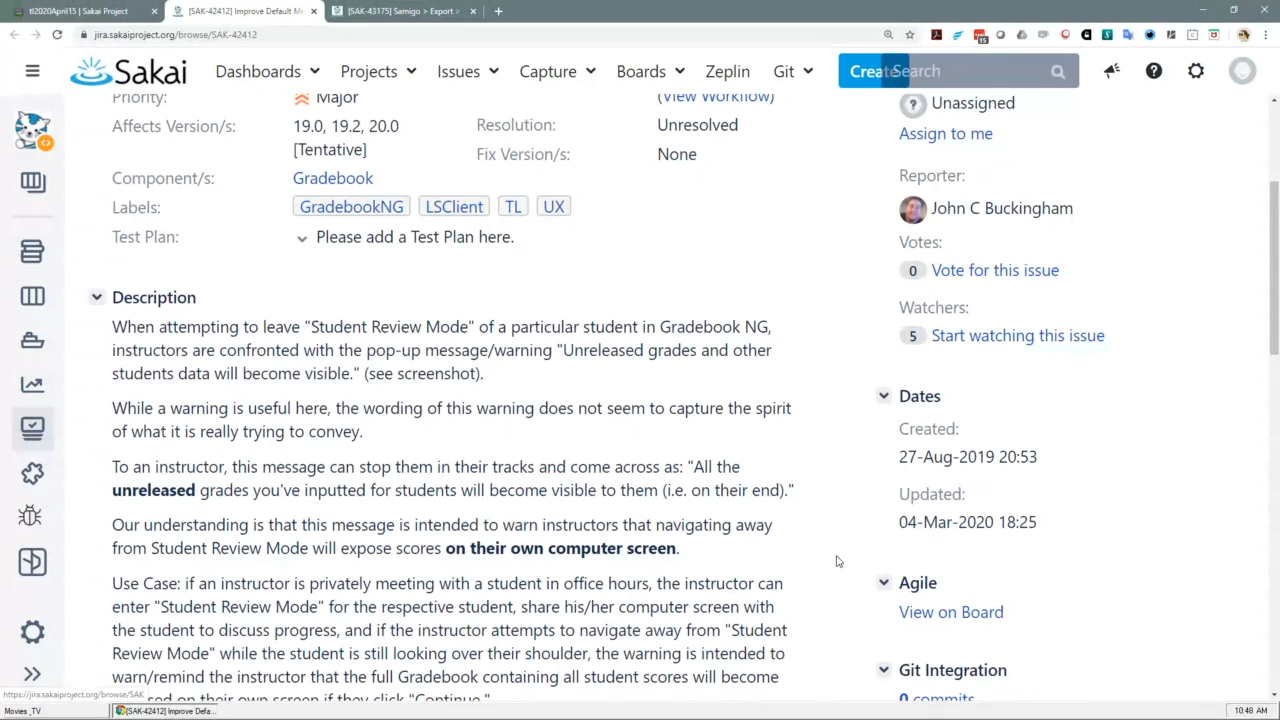 tl2020April15 | Sakai Project
[SAK-42412] Improve Default Me
[SAK-43175] Samigo > Export >
jira.sakaiproject.org/browse/SAK-42412
15
Sakai
Dashboards
Projects
Issues
Capture
Boards
Zeplin
Git
Create
Search
Priority:
Major
(View Workflow)
Affects Version/s:
19.0, 19.2, 20.0
[Tentative]
Resolution:
Unresolved
Fix Version/s:
None
Component/s:
Gradebook
Labels:
GradebookNG
LSClient
TL
UX
Test Plan:
Please add a Test Plan here.
Description
When attempting to leave "Student Review Mode" of a particular student in Gradebook NG,
instructors are confronted with the pop-up message/warning "Unreleased grades and other
students data will become visible." (see screenshot).
While a warning is useful here, the wording of this warning does not seem to capture the spirit
of what it is really trying to convey.
To an instructor, this message can stop them in their tracks and come across as: "All the
unreleased grades you've inputted for students will become visible to them (i.e. on their end)."
Our understanding is that this message is intended to warn instructors that navigating away
from Student Review Mode will expose scores on their own computer screen.
Use Case: if an instructor is privately meeting with a student in office hours, the instructor can
enter "Student Review Mode" for the respective student, share his/her computer screen with
the student to discuss progress, and if the instructor attempts to navigate away from "Student
Review Mode" while the student is still looking over their shoulder, the warning is intended to
warn/remind the instructor that the full Gradebook containing all student scores will become
sed on their own screen if they click "Continue."
Unassigned
Assign to me
Reporter:
John C Buckingham
Votes:
0 Vote for this issue
Watchers:
5 Start watching this issue
Dates
Created:
27-Aug-2019 20:53
Updated:
04-Mar-2020 18:25
Agile
View on Board
Git Integration
0 commits
https://jira.sakaiproject.org/browse/SAK
Movies _TV
[SAK-42412] Improve Defa...
10:48 AM